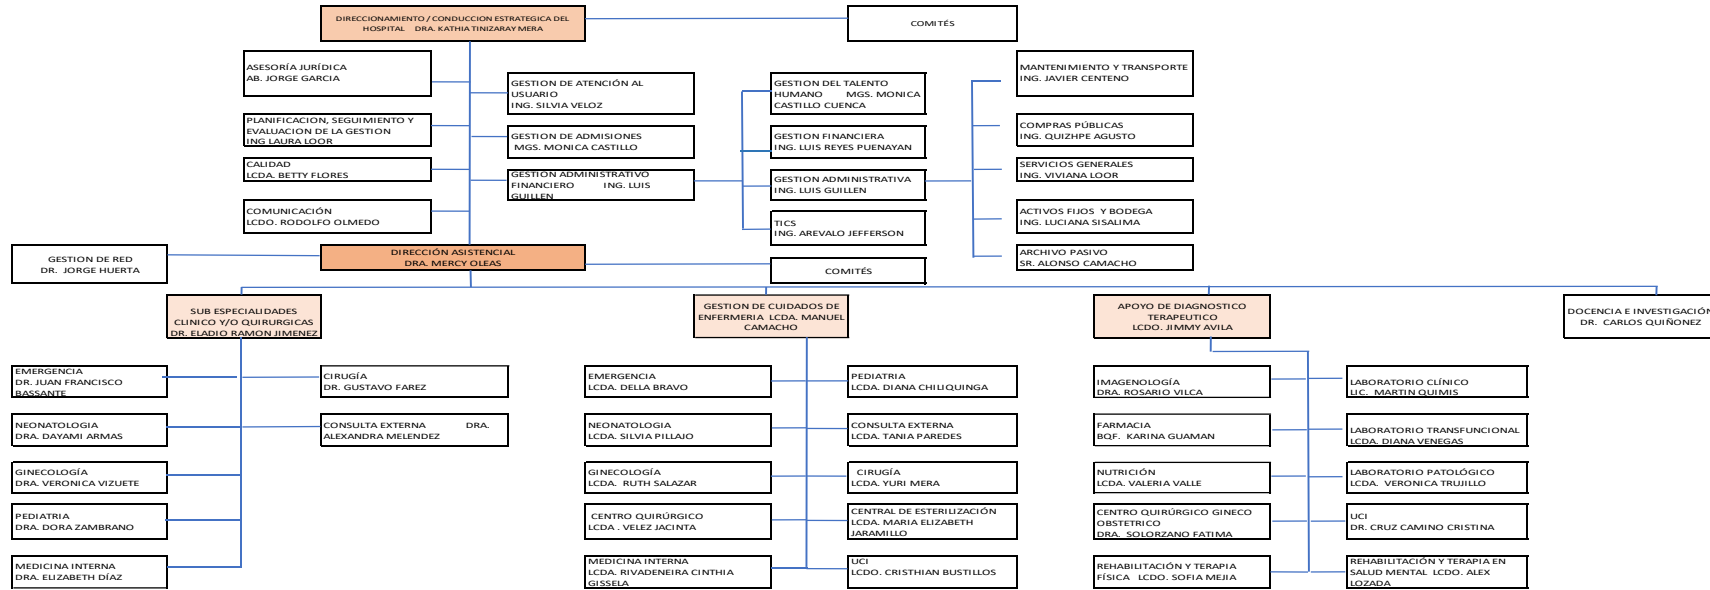 DIRECCIONAMIENTO / CONDUCCION ESTRATEGICA DEL
HOSPITAL DRA. KATHIA TINIZARAY MERA
COMITÉS
ASESORÍA JURÍDICA
AB. JORGE GARCIA
PLANIFICACION, SEGUIMIENTO Y
EVALUACION DE LA GESTION
ING LAURA LOOR
CALIDAD
LCDA. BETTY FLORES
COMUNICACIÓN
LCDO. RODOLFO OLMEDO
GESTION DE ATENCIÓN AL
USUARIO
ING. SILVIA VELOZ
GESTION DE ADMISIONES
MGS. MONICA CASTILLO
GESTION ADMINISTRATIVO
FINANCIERO ING. LUIS
GUILLEN
GESTION DEL TALENTO
HUMANO MGS. MONICA
CASTILLO CUENCA
GESTION FINANCIERA
ING. LUIS REYES PUENAYAN
GESTION ADMINISTRATIVA
ING. LUIS GUILLEN
TICS
ING. AREVALO JEFFERSON
MANTENIMIENTO Y TRANSPORTE
ING. JAVIER CENTENO
COMPRAS PÚBLICAS
ING. QUIZHPE AGUSTO
SERVICIOS GENERALES
ING. VIVIANA LOOR
ACTIVOS FIJOS Y BODEGA
ING. LUCIANA SISALIMA
ARCHIVO PASIVO
SR. ALONSO CAMACHO
GESTION DE RED
DR. JORGE HUERTA
DIRECCIÓN ASISTENCIAL
DRA. MERCY OLEAS
COMITÉS
SUB ESPECIALIDADES
CLINICO Y/O QUIRURGICAS
DR. ELADIO RAMON JIMENEZ
GESTION DE CUIDADOS DE
ENFERMERIA LCDA. MANUEL
CAMACHO
APOYO DE DIAGNOSTICO
TERAPEUTICO
LCDO. JIMMY AVILA
DOCENCIA E INVESTIGACIÓN
DR. CARLOS QUIÑONEZ
EMERGENCIA
DR. JUAN FRANCISCO
BASSANTE
NEONATOLOGIA
DRA. DAYAMI ARMAS
GINECOLOGÍA
DRA. VERONICA VIZUETE
PEDIATRIA
DRA. DORA ZAMBRANO
MEDICINA INTERNA
DRA. ELIZABETH DÍAZ
CIRUGÍA
DR. GUSTAVO FAREZ
CONSULTA EXTERNA DRA.
ALEXANDRA MELENDEZ
EMERGENCIA
LCDA. DELLA BRAVO
NEONATOLOGIA
LCDA. SILVIA PILLAJO
GINECOLOGÍA
LCDA. RUTH SALAZAR
CENTRO QUIRÚRGICO
LCDA . VELEZ JACINTA
MEDICINA INTERNA
LCDA. RIVADENEIRA CINTHIA
GISSELA
PEDIATRIA
LCDA. DIANA CHILIQUINGA
CONSULTA EXTERNA
LCDA. TANIA PAREDES
CIRUGÍA
LCDA. YURI MERA
CENTRAL DE ESTERILIZACIÓN
LCDA. MARIA ELIZABETH
JARAMILLO
UCI
LCDO. CRISTHIAN BUSTILLOS
IMAGENOLOGÍA
DRA. ROSARIO VILCA
FARMACIA
BQF. KARINA GUAMAN
NUTRICIÓN
LCDA. VALERIA VALLE
CENTRO QUIRÚRGICO GINECO
OBSTETRICO
DRA. SOLORZANO FATIMA
REHABILITACIÓN Y TERAPIA
FÍSICA LCDO. SOFIA MEJIA
LABORATORIO CLÍNICO
LIC. MARTIN QUIMIS
LABORATORIO TRANSFUNCIONAL
LCDA. DIANA VENEGAS
LABORATORIO PATOLÓGICO
LCDA. VERONICA TRUJILLO
UCI
DR. CRUZ CAMINO CRISTINA
REHABILITACIÓN Y TERAPIA EN
SALUD MENTAL LCDO. ALEX
LOZADA